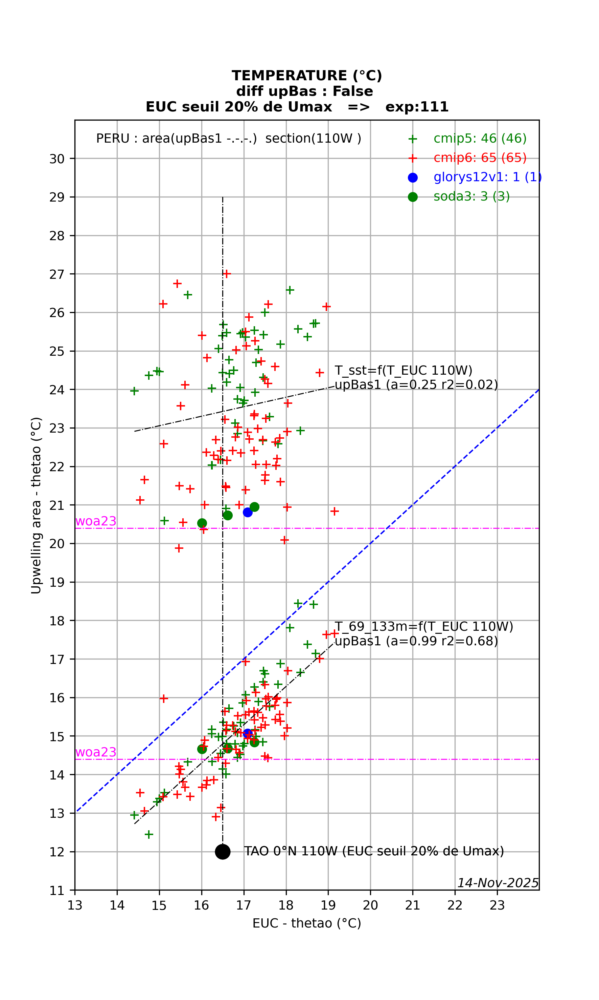 TEMPERATURE (°C)
diff upBas : False
EUC seuil 20% de Umax => exp:111
PERU : area(upBas1 -.-.-.) section(110W )
cmip5: 46 (46)
cmip6: 65 (65)
glorys12v1: 1 (1)
soda3: 3 (3)
30
29
28
27
26
25
24
23
22
21
20
19
18
17
16
15
14
13
12
11
Upwelling area - thetao (°C)
T_sst=f(T_EUC 110W)
upBas1 (a=0.25 r2=0.02)
woa23
T_69_133m=f(T_EUC 110W)
upBas1 (a=0.99 r2=0.68)
woa23
TAO 0°N 110W (EUC seuil 20% de Umax)
14-Nov-2025
13 14 15 16 17 18 19 20 21 22 23
EUC - thetao (°C)